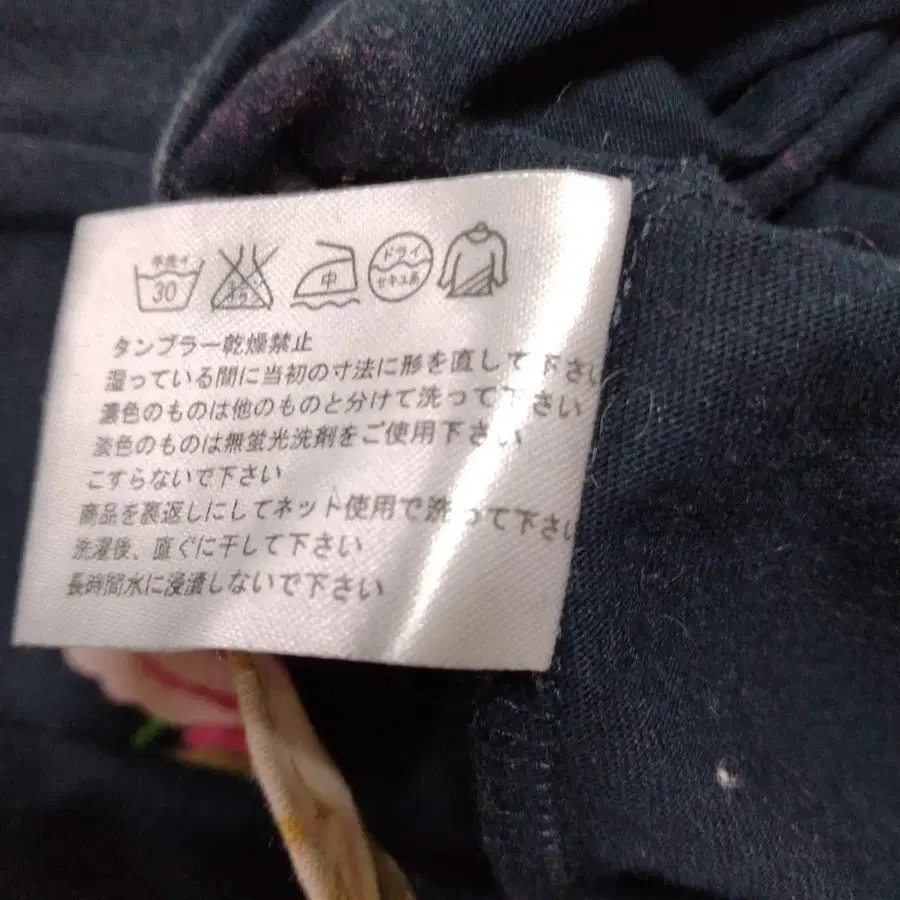 手洗イ 30 中 ドライ セキユ系
タンブラー乾燥禁止
湿っている間に当初の寸法に形を直して下さい
濃色のものは他のものと分けて洗って下さい
淡色のものは無蛍光洗剤をご使用下さい
こすらないで下さい
商品を裏返しにしてネット使用で洗って下さい
洗濯後、直ぐに干して下さい
長時間水に浸漬しないで下さい